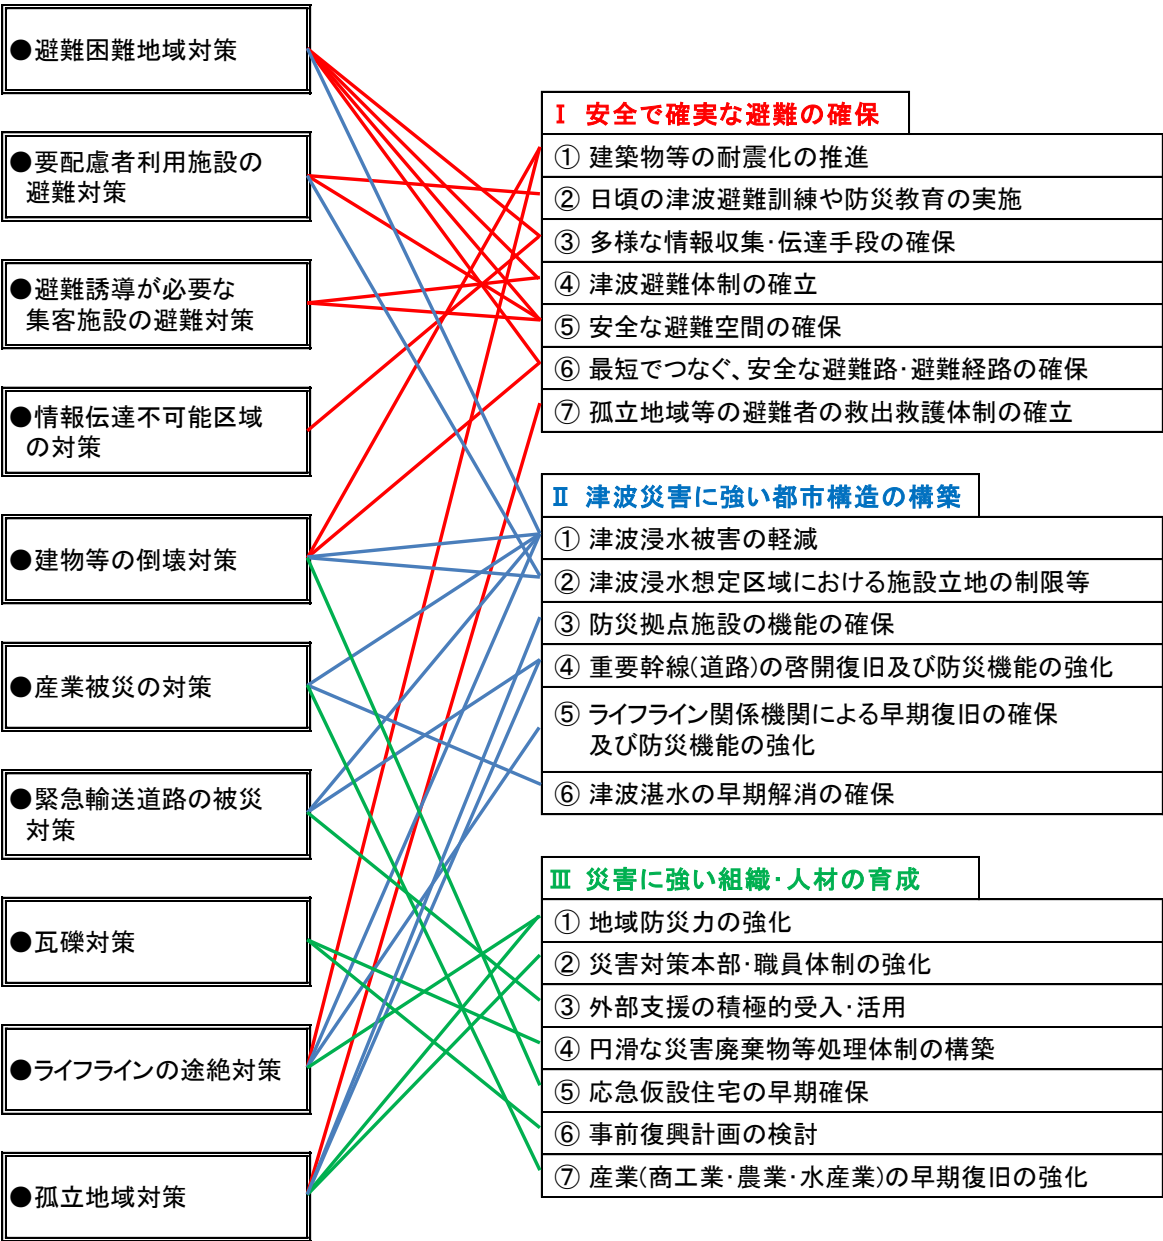 ●避難困難地域対策
●要配慮者利用施設の
避難対策
●避難誘導が必要な
集客施設の避難対策
●情報伝達不可能区域
の対策
●建物等の倒壊対策
●産業被災の対策
●緊急輸送道路の被災
対策
●瓦礫対策
●ライフラインの途絶対策
●孤立地域対策
Ⅰ 安全で確実な避難の確保
① 建築物等の耐震化の推進
② 日頃の津波避難訓練や防災教育の実施
③ 多様な情報収集・伝達手段の確保
④ 津波避難体制の確立
⑤ 安全な避難空間の確保
⑥ 最短でつなぐ、安全な避難路・避難経路の確保
⑦ 孤立地域等の避難者の救出救護体制の確立
Ⅱ 津波災害に強い都市構造の構築
① 津波浸水被害の軽減
② 津波浸水想定区域における施設立地の制限等
③ 防災拠点施設の機能の確保
④ 重要幹線(道路)の啓開復旧及び防災機能の強化
⑤ ライフライン関係機関による早期復旧の確保
及び防災機能の強化
⑥ 津波湛水の早期解消の確保
Ⅲ 災害に強い組織・人材の育成
① 地域防災力の強化
② 災害対策本部・職員体制の強化
③ 外部支援の積極的受入・活用
④ 円滑な災害廃棄物等処理体制の構築
⑤ 応急仮設住宅の早期確保
⑥ 事前復興計画の検討
⑦ 産業(商工業・農業・水産業)の早期復旧の強化